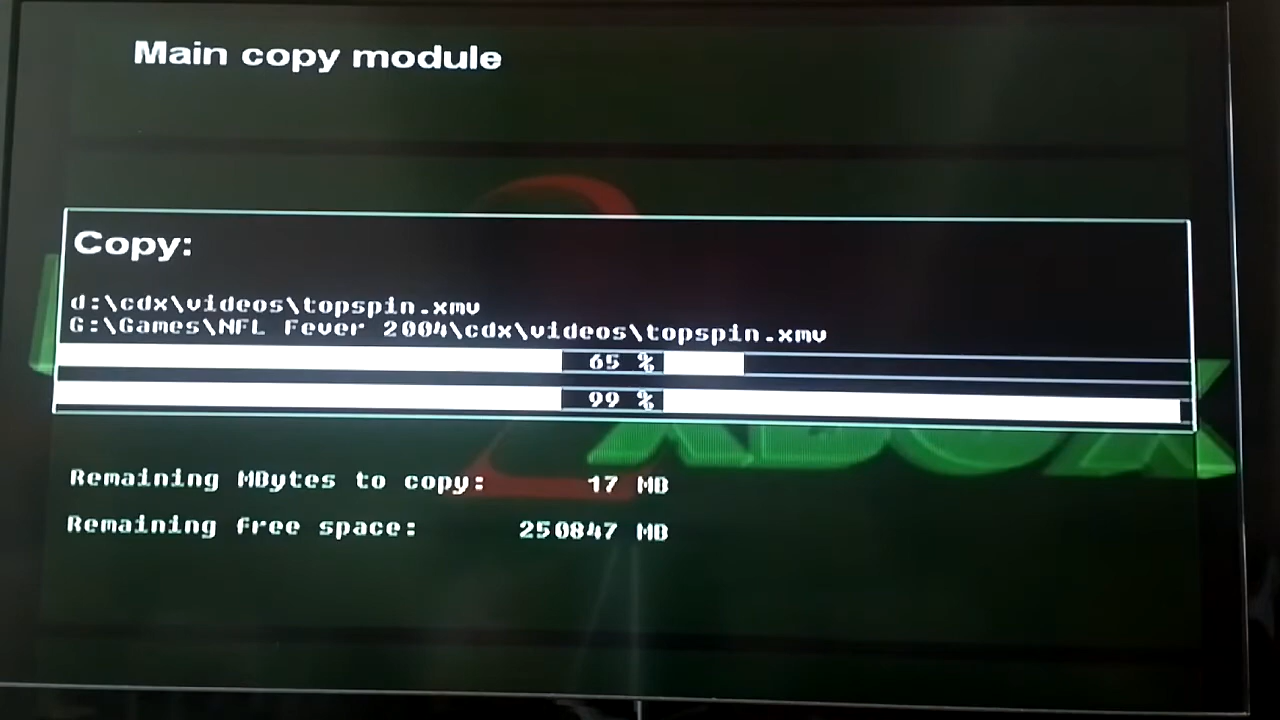 Main copy module
Copy:
d:\cdx\videos\topspin.xmv
G:\Games\NFL Fever 2004\cdx\videos\topspin.xmv
65 %
99 %
XBOX
Remaining MBytes to copy: 17 MB
Remaining free space: 250847 MB